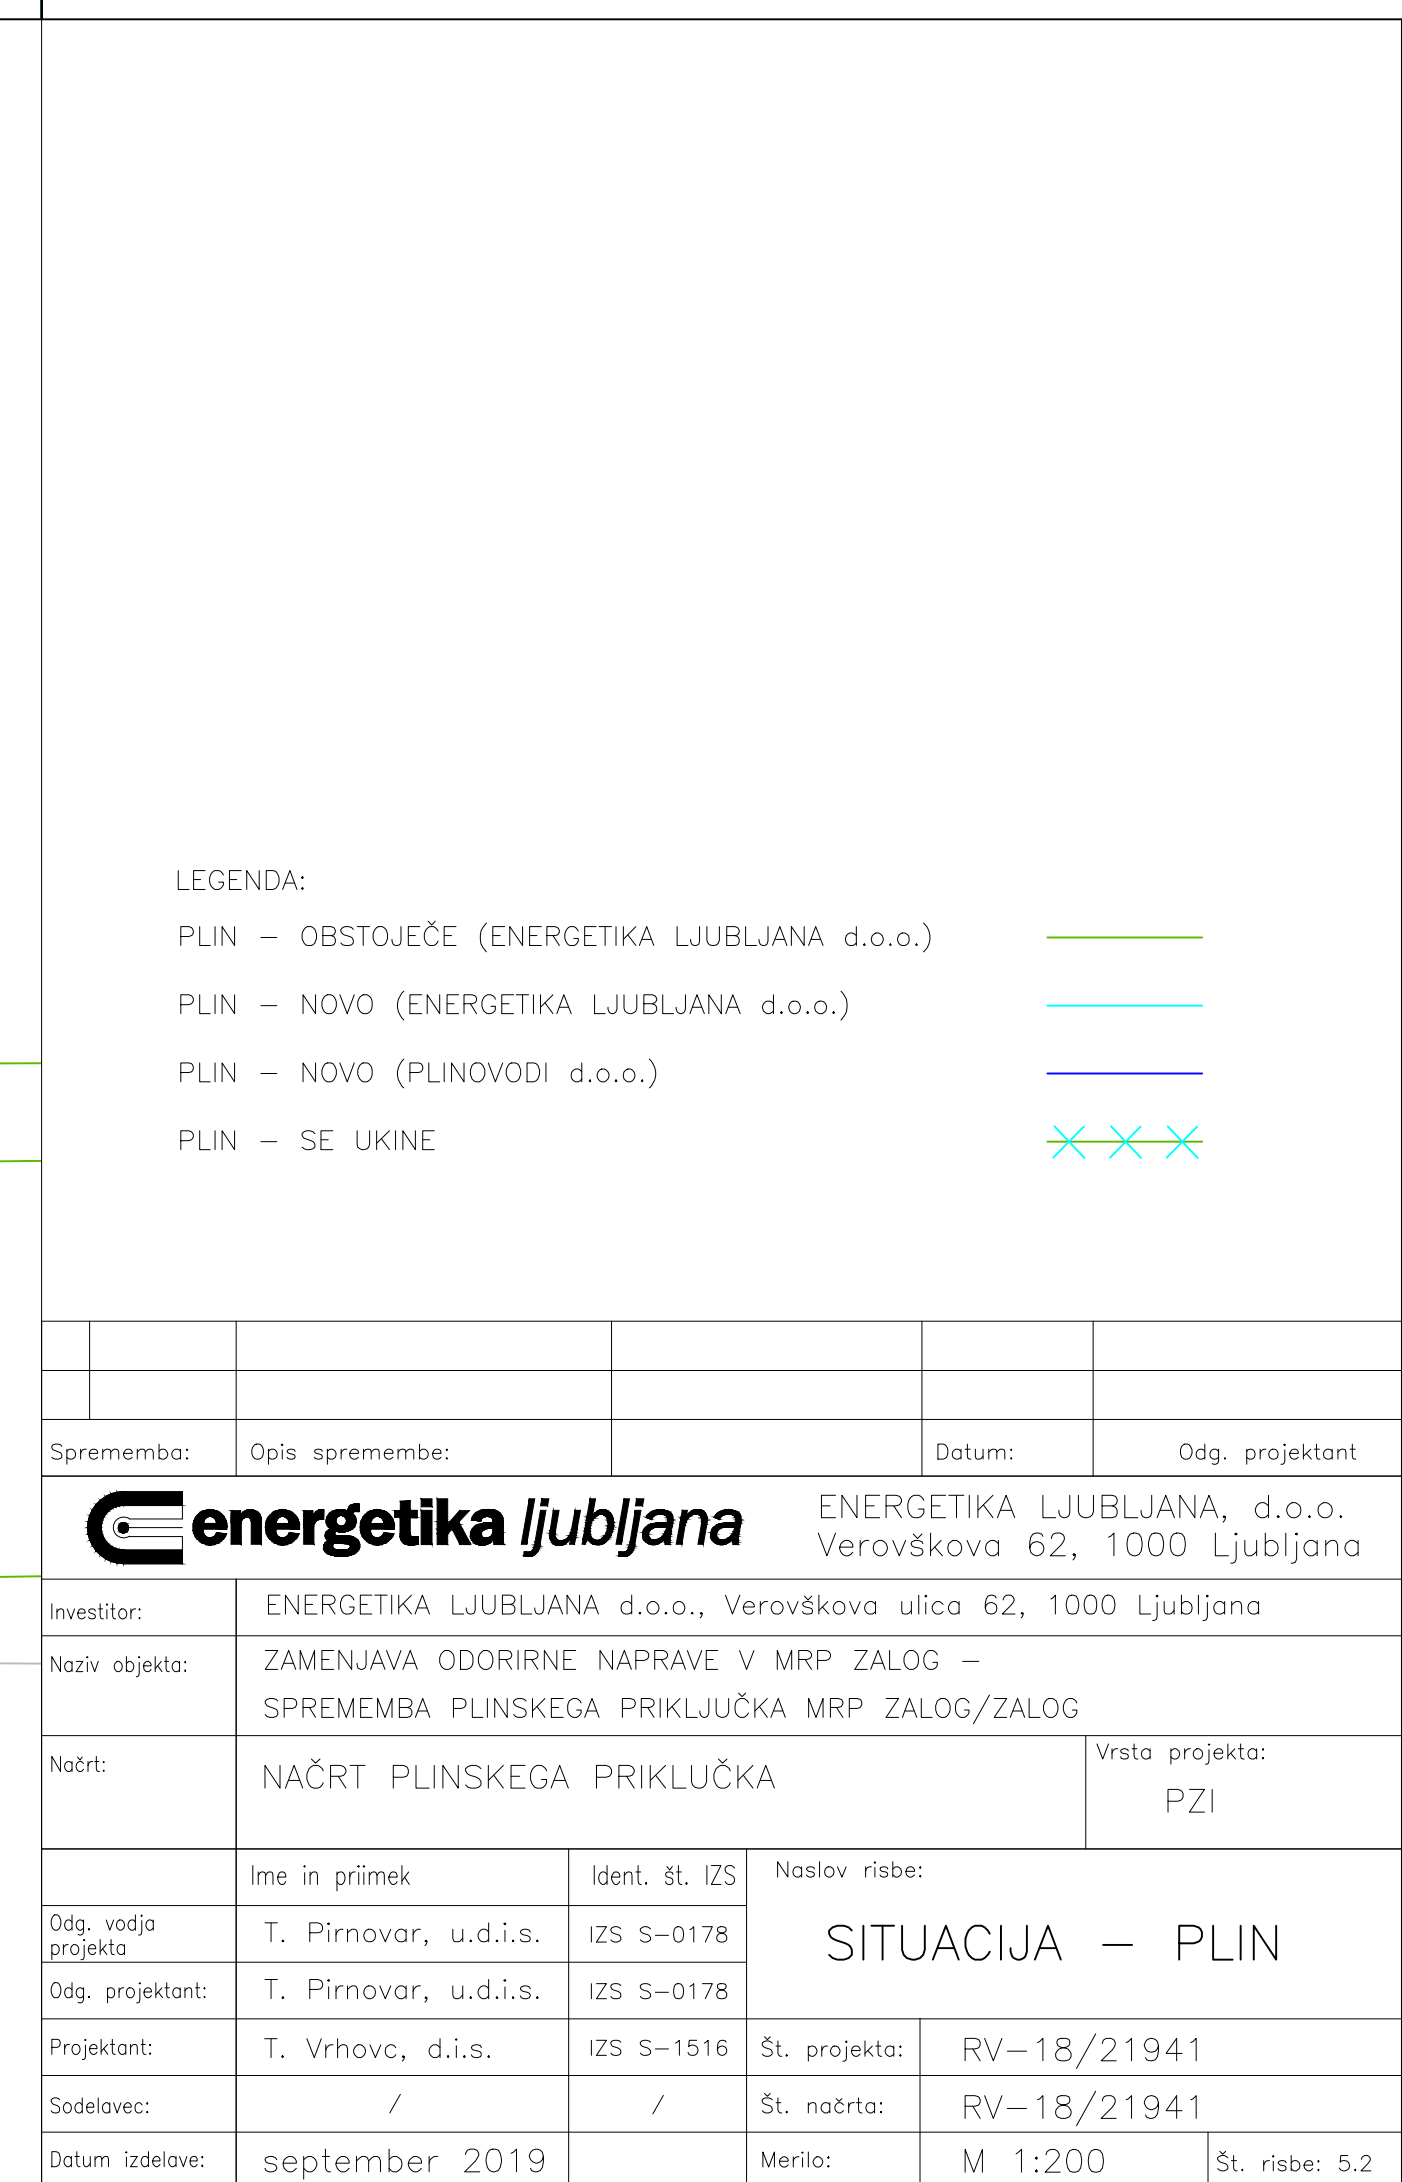 LEGENDA:
PLIN – OBSTOJEČE (ENERGETIKA LJUBLJANA d.o.o.)
PLIN – NOVO (ENERGETIKA LJUBLJANA d.o.o.)
PLIN – NOVO (PLINOVODI d.o.o.)
PLIN – SE UKINE
Sprememba: Opis spremembe: Datum: Odg. projektant
energetika ljubljana
ENERGETIKA LJUBLJANA, d.o.o.
Verovškova 62, 1000 Ljubljana
Investitor: ENERGETIKA LJUBLJANA d.o.o., Verovškova ulica 62, 1000 Ljubljana
Naziv objekta: ZAMENJAVA ODORIRNE NAPRAVE V MRP ZALOG –
SPREMEMBA PLINSKEGA PRIKLJUČKA MRP ZALOG/ZALOG
Načrt: NAČRT PLINSKEGA PRIKLUČKA
Vrsta projekta:
PZI
Ime in priimek Ident. št. IZS
Naslov risbe:
SITUACIJA – PLIN
Odg. vodja
projekta
T. Pirnovar, u.d.i.s. IZS S–0178
Odg. projektant: T. Pirnovar, u.d.i.s. IZS S–0178
Projektant: T. Vrhovc, d.i.s. IZS S–1516 Št. projekta: RV–18/21941
Sodelavec: / / Št. načrta: RV–18/21941
Datum izdelave: september 2019 Merilo: M 1:200 Št. risbe: 5.2